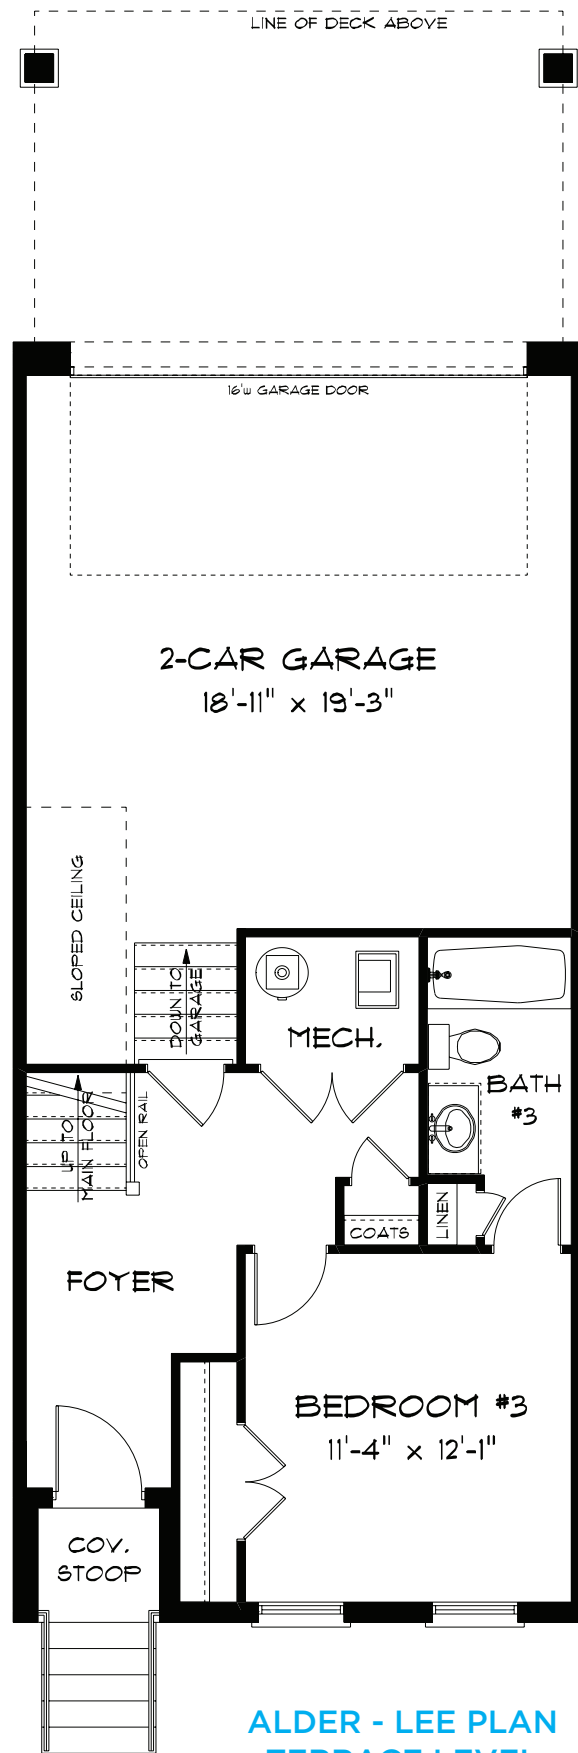 LINE OF DECK ABOVE
16'w GARAGE DOOR
2-CAR GARAGE
18'-11" x 19'-3"
SLOPED CEILING
DOWN TO
GARAGE
MECH.
BATH
#3
UP TO
MAIN FLOOR
OPEN RAIL
LINEN
COATS
FOYER
BEDROOM #3
11'-4" x 12'-1"
COV.
STOOP
ALDER - LEE PLAN
TERRACE LEVEL